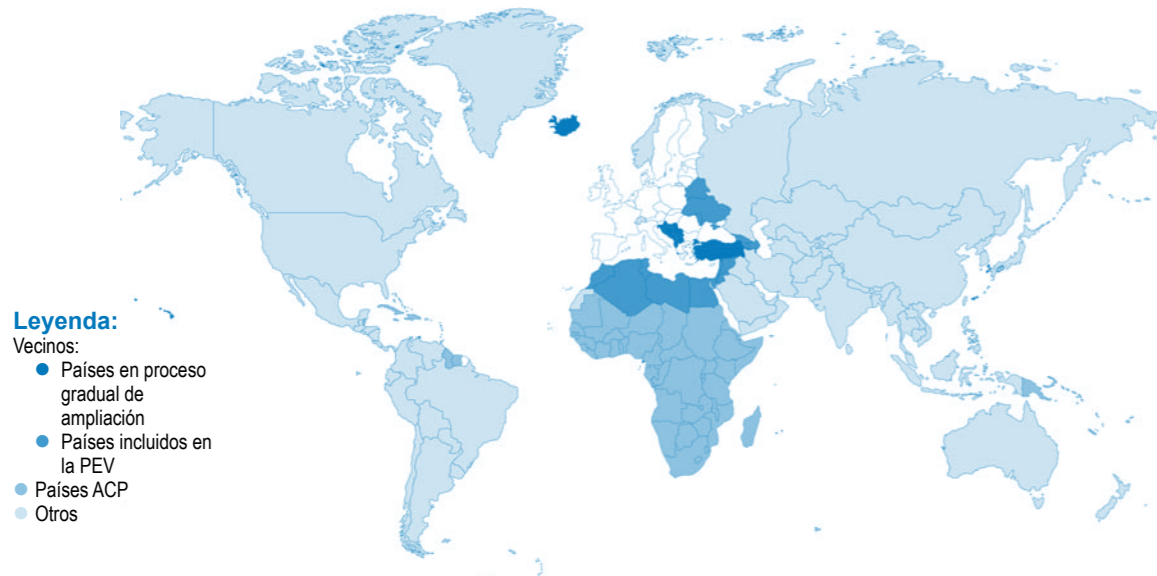 Leyenda:
Vecinos:
Países en proceso
gradual de
ampliación
Países incluidos en
la PEV
Países ACP
Otros